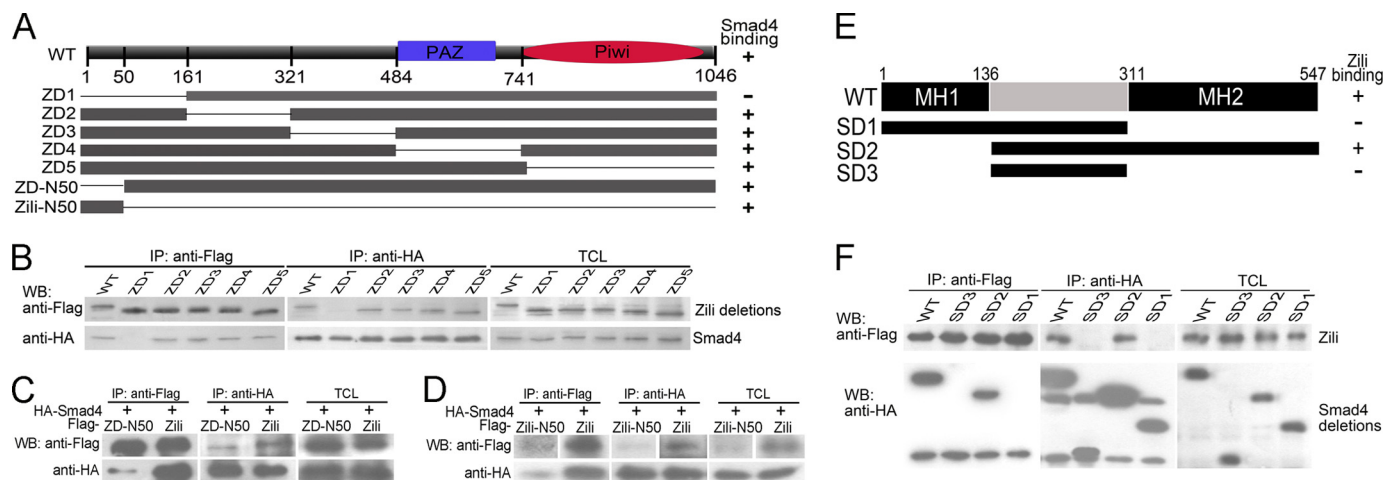 A
Smad4
binding
WT PAZ Piwi +
1 50 161 321 484 741 1046
ZD1 -
ZD2 +
ZD3 +
ZD4 +
ZD5 +
ZD-N50 +
Zili-N50 +
B
IP: anti-Flag IP: anti-HA TCL
WB: WT ZD1 ZD2 ZD3 ZD4 ZD5 WT ZD1 ZD2 ZD3 ZD4 ZD5 WT ZD1 ZD2 ZD3 ZD4 ZD5
anti-Flag Zili deletions
anti-HA Smad4
C
IP: anti-Flag IP: anti-HA TCL
HA-Smad4 + + + + + +
Flag- ZD-N50 Zili ZD-N50 Zili ZD-N50 Zili
WB: anti-Flag
anti-HA
D
IP: anti-Flag IP: anti-HA TCL
HA-Smad4 + + + + + +
Flag- Zili-N50 Zili Zili-N50 Zili Zili-N50 Zili
WB: anti-Flag
anti-HA
E
Zili
binding
1 136 311 547
WT MH1 MH2 +
SD1 -
SD2 +
SD3 -
F
IP: anti-Flag IP: anti-HA TCL
WT SD3 SD2 SD1 WT SD3 SD2 SD1 WT SD3 SD2 SD1
WB:
anti-Flag Zili
WB:
anti-HA
Smad4
deletions